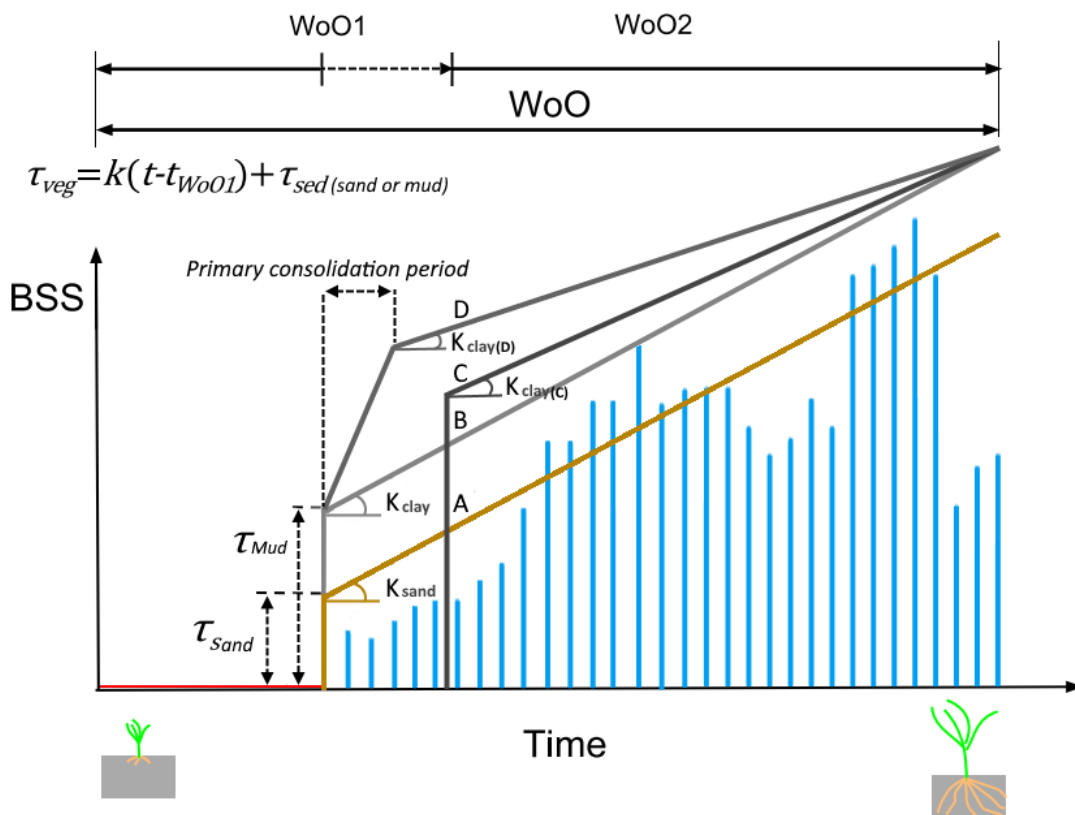 WoO1
WoO2
WoO
τveg=k(t-tWoO1)+τsed (sand or mud)
Primary consolidation period
BSS
D
Kclay(D)
C
Kclay(C)
B
A
Kclay
τMud
Ksand
τSand
Time